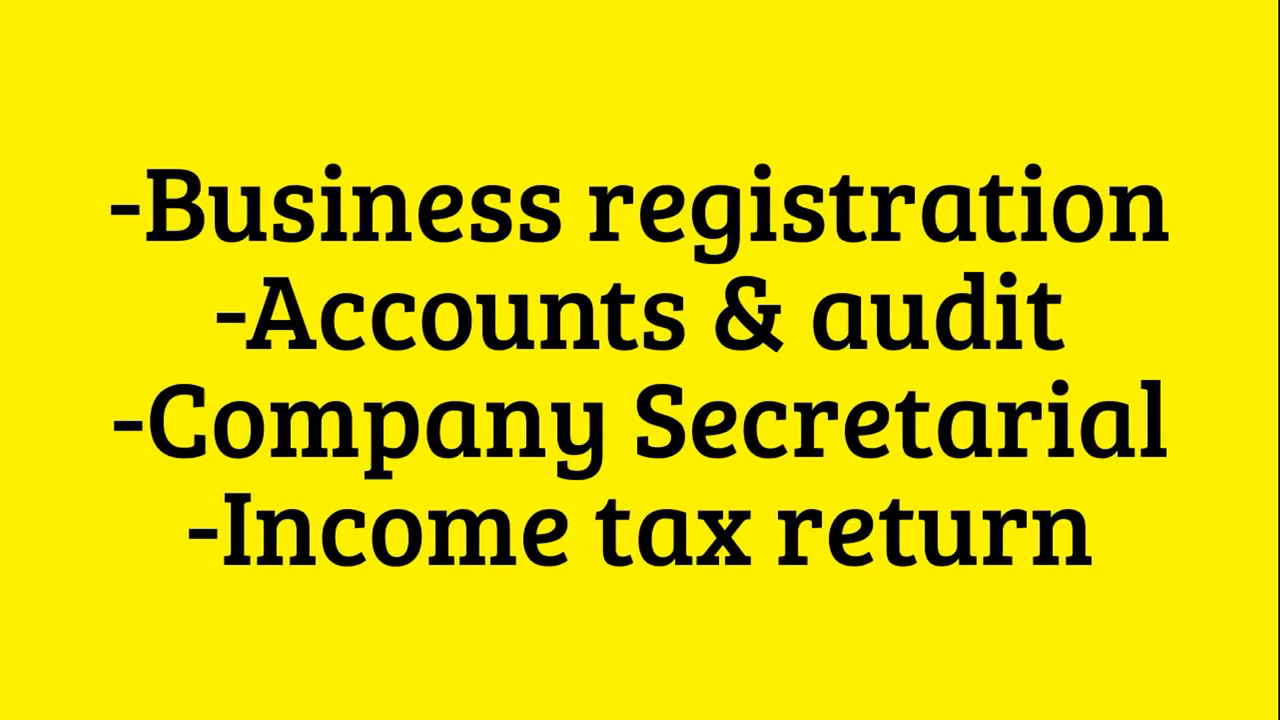 -Business registration
-Accounts & audit
-Company Secretarial
-Income tax return